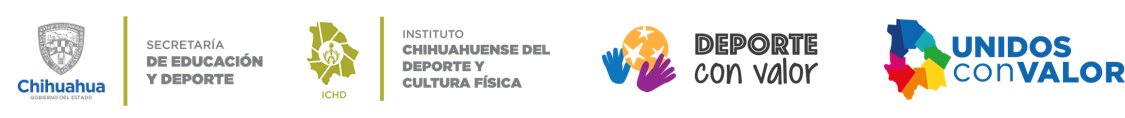 Chihuahua
GOBIERNO DEL ESTADO
SECRETARÍA
DE EDUCACIÓN
Y DEPORTE
ICHD
INSTITUTO
CHIHUAHUENSE DEL
DEPORTE Y
CULTURA FÍSICA
DEPORTE
con valor
UNIDOS
conVALOR